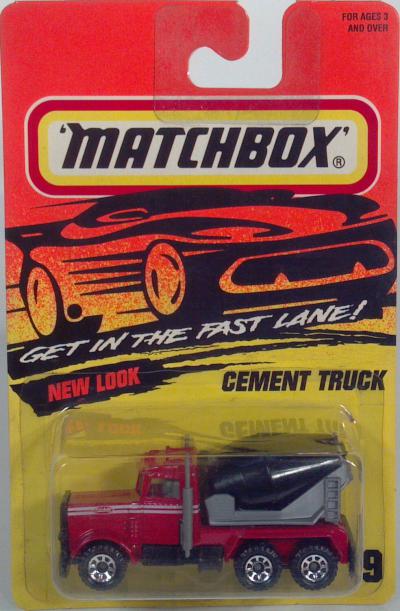 FOR AGES 3
AND OVER
'MATCHBOX'®
GET IN THE FAST LANE!
NEW LOOK
CEMENT TRUCK
9